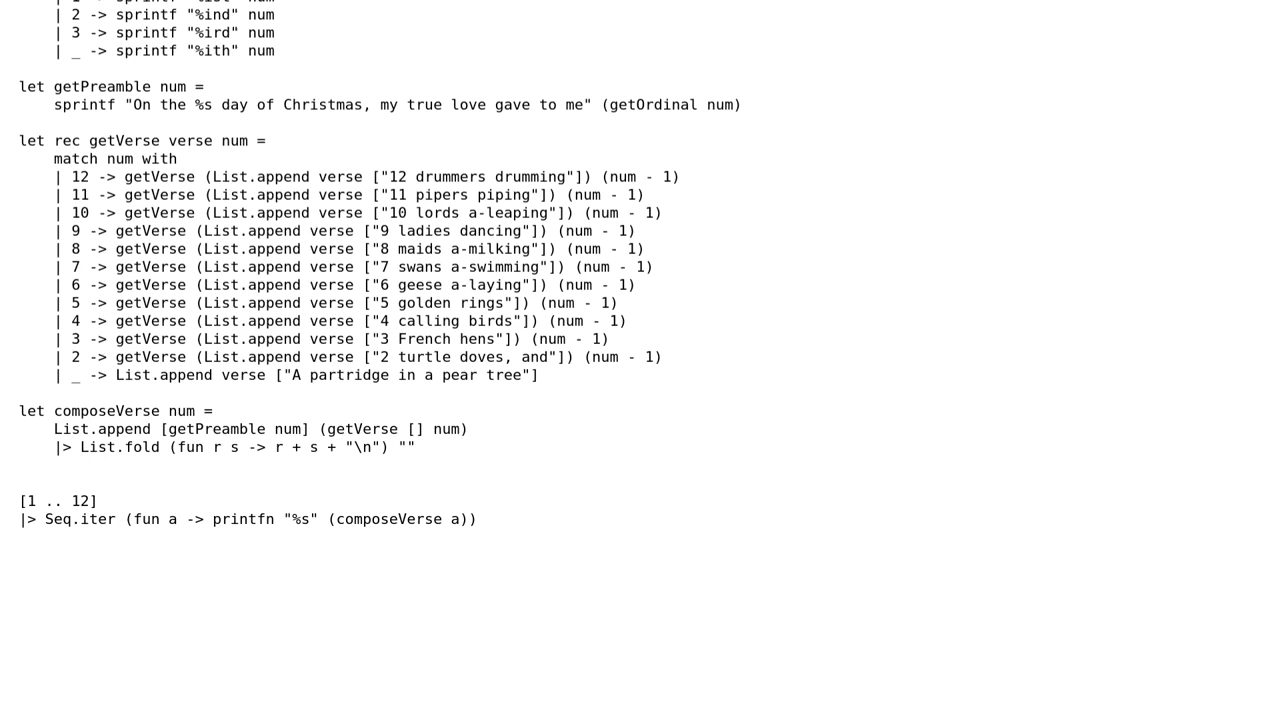 | 2 -> sprintf "%ind" num
| 3 -> sprintf "%ird" num
| _ -> sprintf "%ith" num
let getPreamble num =
sprintf "On the %s day of Christmas, my true love gave to me" (getOrdinal num)
let rec getVerse verse num =
match num with
| 12 -> getVerse (List.append verse ["12 drummers drumming"]) (num - 1)
| 11 -> getVerse (List.append verse ["11 pipers piping"]) (num - 1)
| 10 -> getVerse (List.append verse ["10 lords a-leaping"]) (num - 1)
| 9 -> getVerse (List.append verse ["9 ladies dancing"]) (num - 1)
| 8 -> getVerse (List.append verse ["8 maids a-milking"]) (num - 1)
| 7 -> getVerse (List.append verse ["7 swans a-swimming"]) (num - 1)
| 6 -> getVerse (List.append verse ["6 geese a-laying"]) (num - 1)
| 5 -> getVerse (List.append verse ["5 golden rings"]) (num - 1)
| 4 -> getVerse (List.append verse ["4 calling birds"]) (num - 1)
| 3 -> getVerse (List.append verse ["3 French hens"]) (num - 1)
| 2 -> getVerse (List.append verse ["2 turtle doves, and"]) (num - 1)
| _ -> List.append verse ["A partridge in a pear tree"]
let composeVerse num =
List.append [getPreamble num] (getVerse [] num)
|> List.fold (fun r s -> r + s + "\n") ""
[1 .. 12]
|> Seq.iter (fun a -> printfn "%s" (composeVerse a))